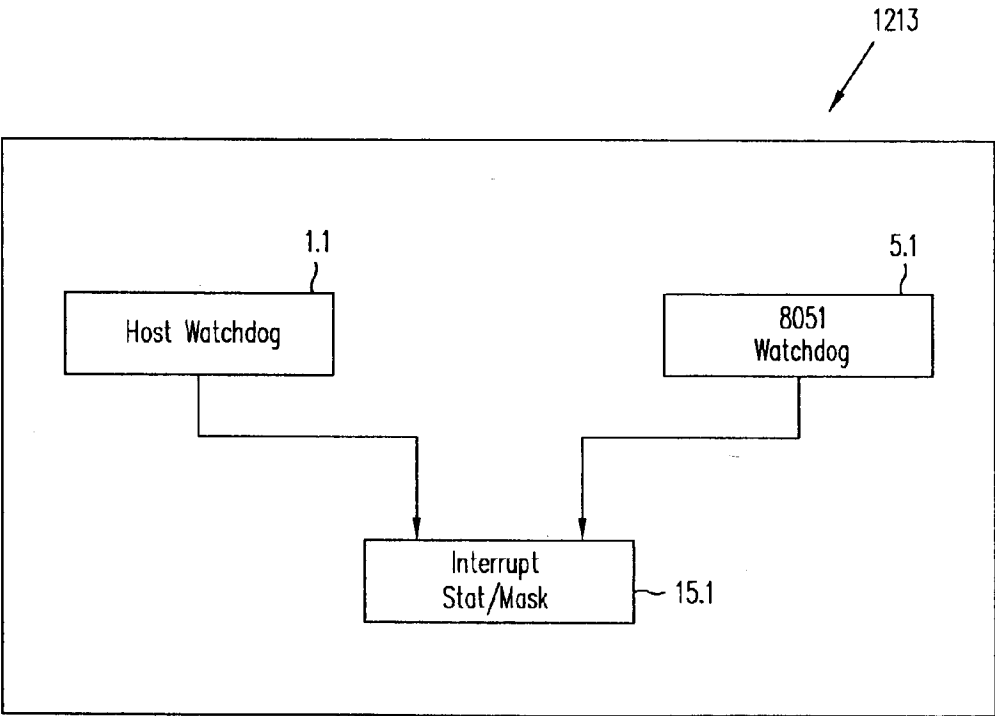 1213
1.1
5.1
Host Watchdog
8051
Watchdog
Interrupt
Stat/Mask
15.1